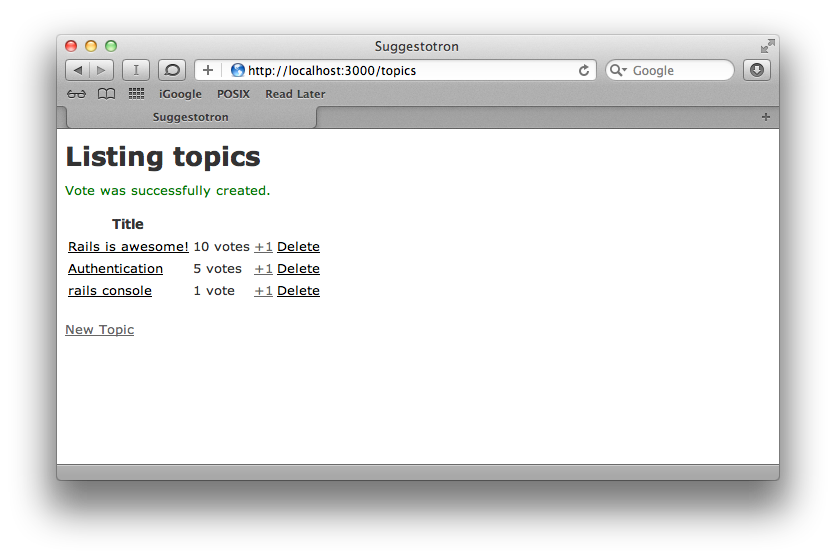 Suggestotron
http://localhost:3000/topics
Google
iGoogle POSIX Read Later
Suggestotron
Listing topics
Vote was successfully created.
Title
Rails is awesome! 10 votes +1 Delete
Authentication 5 votes +1 Delete
rails console 1 vote +1 Delete
New Topic